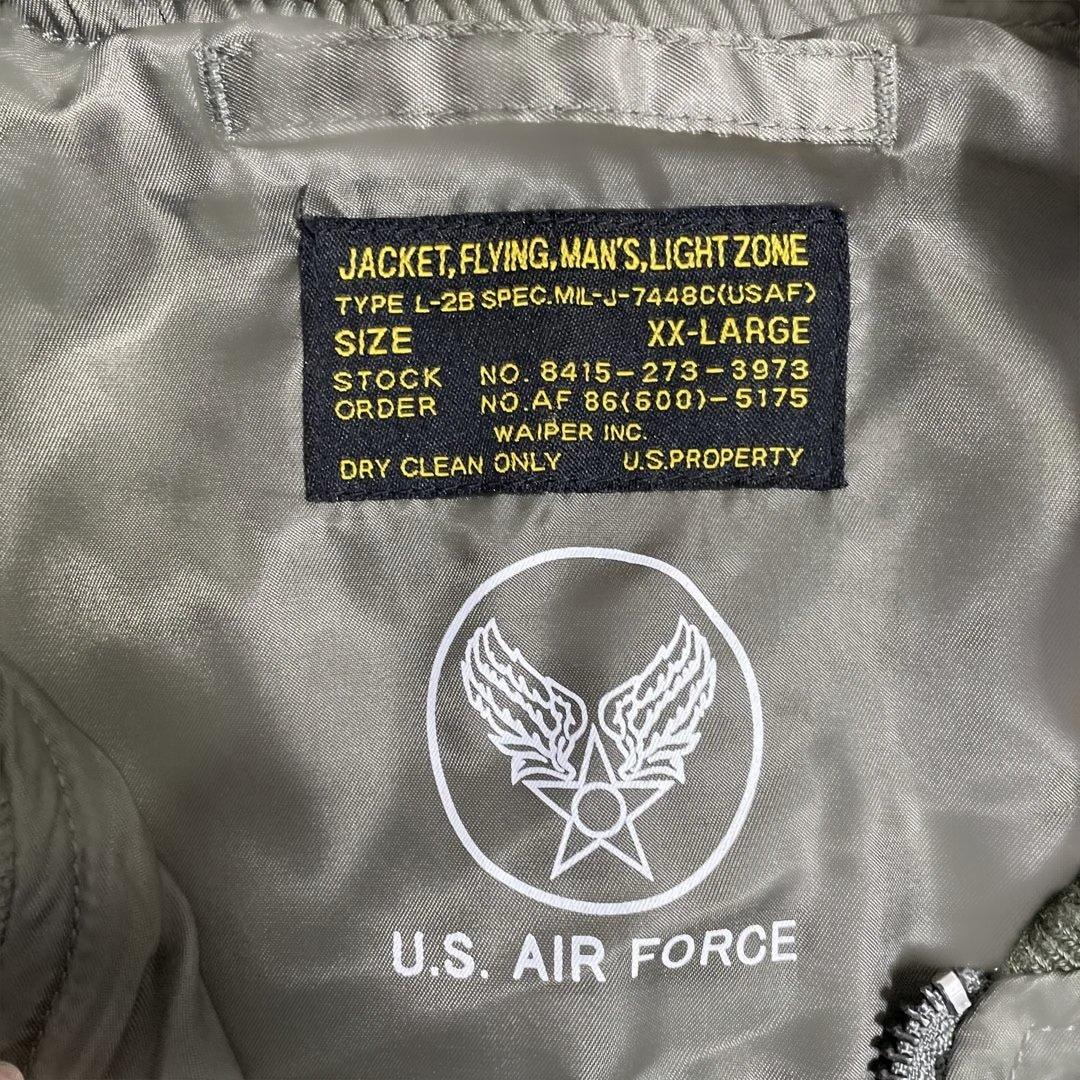 JACKET,FLYING,MAN'S,LIGHT ZONE
TYPE L-2B SPEC.MIL-J-7448C(USAF)
SIZE XX-LARGE
STOCK NO. 8415-273-3973
ORDER NO.AF 86(600)-5175
WAIPER INC.
DRY CLEAN ONLY U.S.PROPERTY
U.S. AIR FORCE